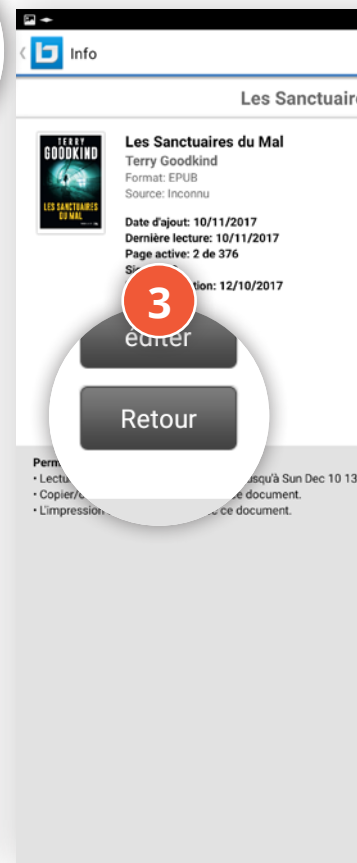 Info
Les Sanctuaire
TERRY
GOODKIND
LES SANCTUAIRES
DU MAL
Les Sanctuaires du Mal
Terry Goodkind
Format: EPUB
Source: Inconnu
Date d'ajout: 10/11/2017
Dernière lecture: 10/11/2017
Page active: 2 de 376
tion: 12/10/2017
3
éditer
Retour
Perm
• Lectu usqu'à Sun Dec 10 13
• Copier/ e document.
• L'impression ce document.